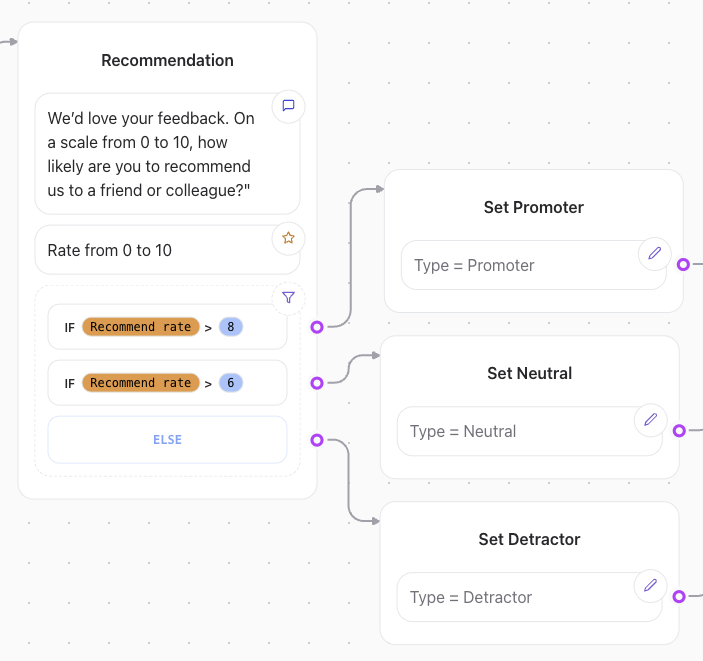 Recommendation
We’d love your feedback. On
a scale from 0 to 10, how
likely are you to recommend
us to a friend or colleague?"
Rate from 0 to 10
IF Recommend rate > 8
IF Recommend rate > 6
ELSE
Set Promoter
Type = Promoter
Set Neutral
Type = Neutral
Set Detractor
Type = Detractor